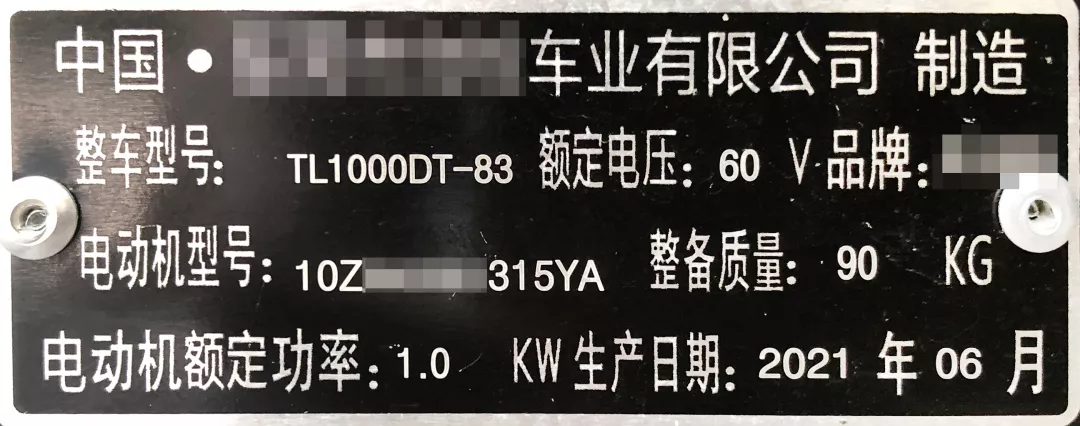 中国·车业有限公司 制造
整车型号: TL1000DT-83 额定电压: 60 V 品牌:
电动机型号: 10Z 315YA 整备质量: 90 KG
电动机额定功率: 1.0 KW 生产日期: 2021 年 06 月